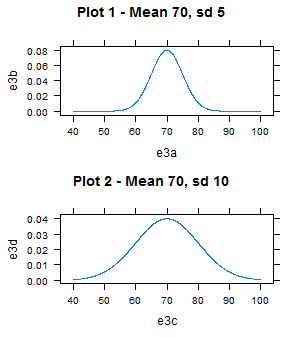 Plot 1 - Mean 70, sd 5
0.08
0.06
0.04
0.02
0.00
e3b
40 50 60 70 80 90 100
e3a
Plot 2 - Mean 70, sd 10
0.04
0.03
0.02
0.01
0.00
e3d
40 50 60 70 80 90 100
e3c